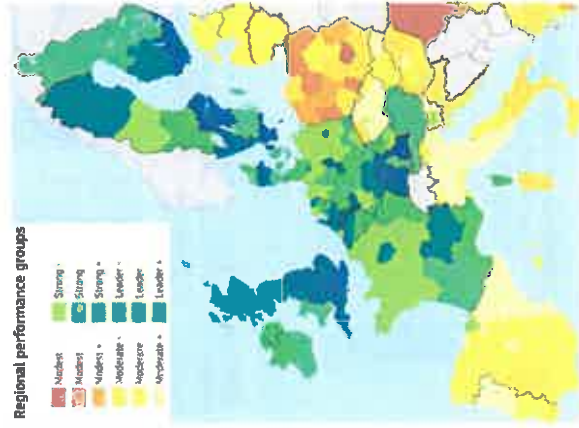 Regional performance groups
Modest -
Modest
Modest +
Moderate -
Moderate
Moderate +
Strong -
Strong
Strong +
Leader -
Leader
Leader +